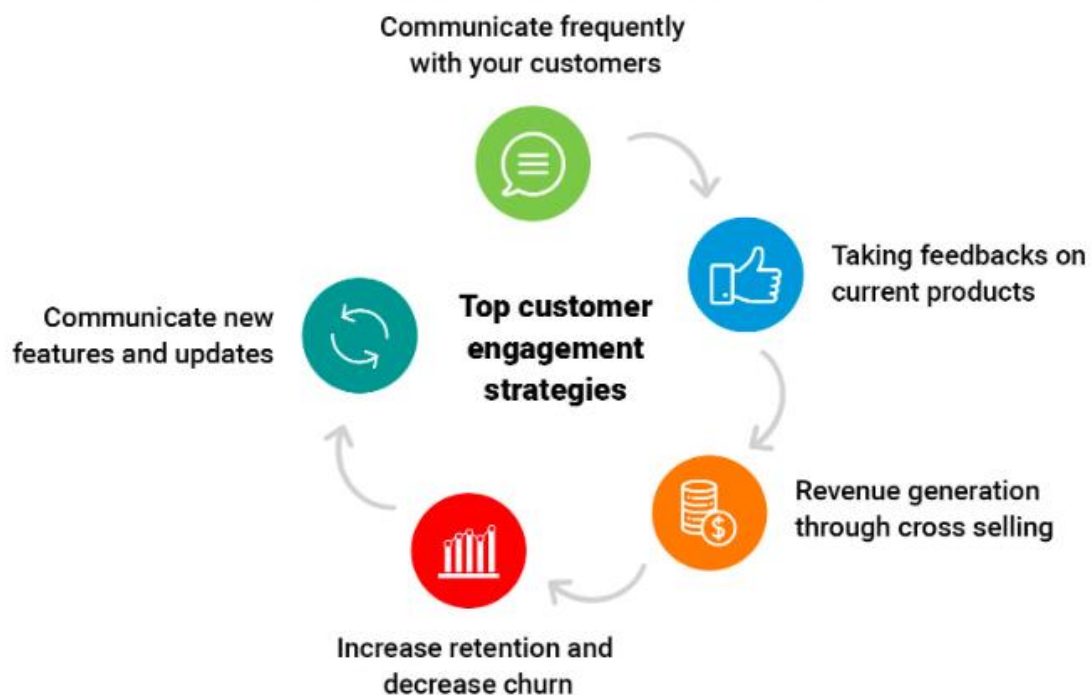 Communicate frequently
with your customers
Taking feedbacks on
current products
Revenue generation
through cross selling
Increase retention and
decrease churn
Communicate new
features and updates
Top customer
engagement
strategies
$